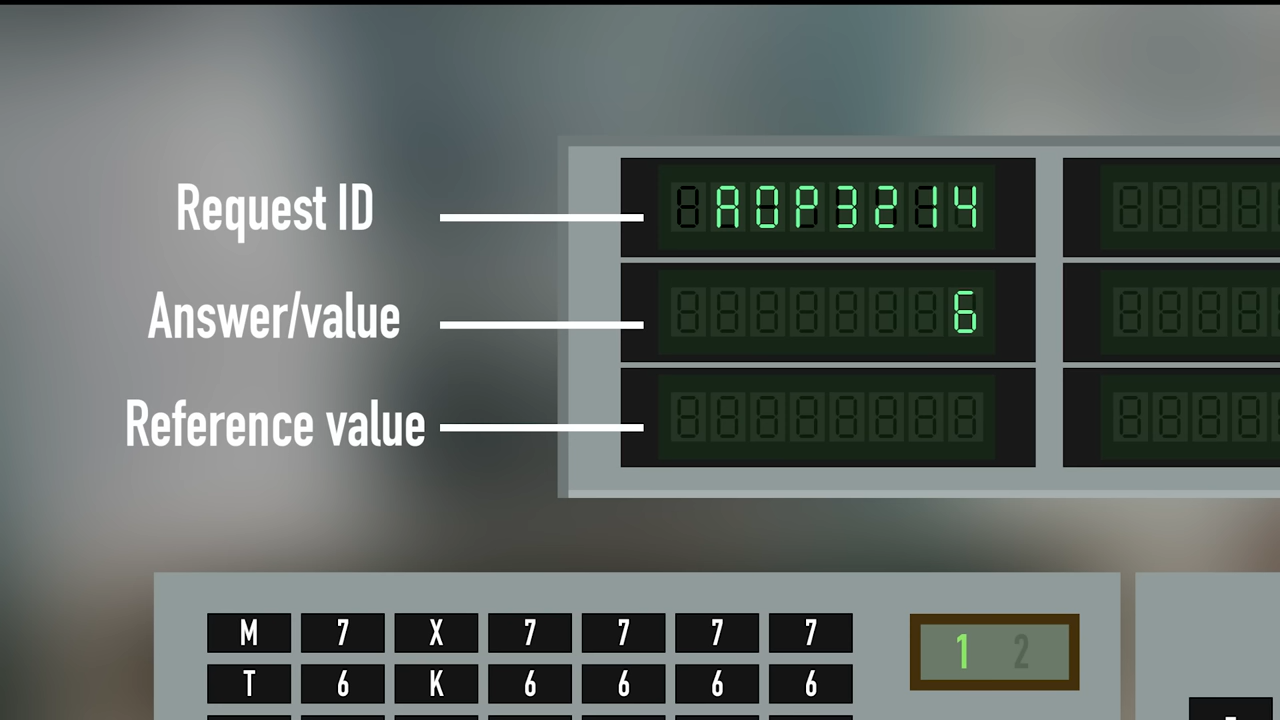 Request ID
A0P3214
Answer/value
6
Reference value
M 7 X 7 7 7 7
1 2
T 6 K 6 6 6 6